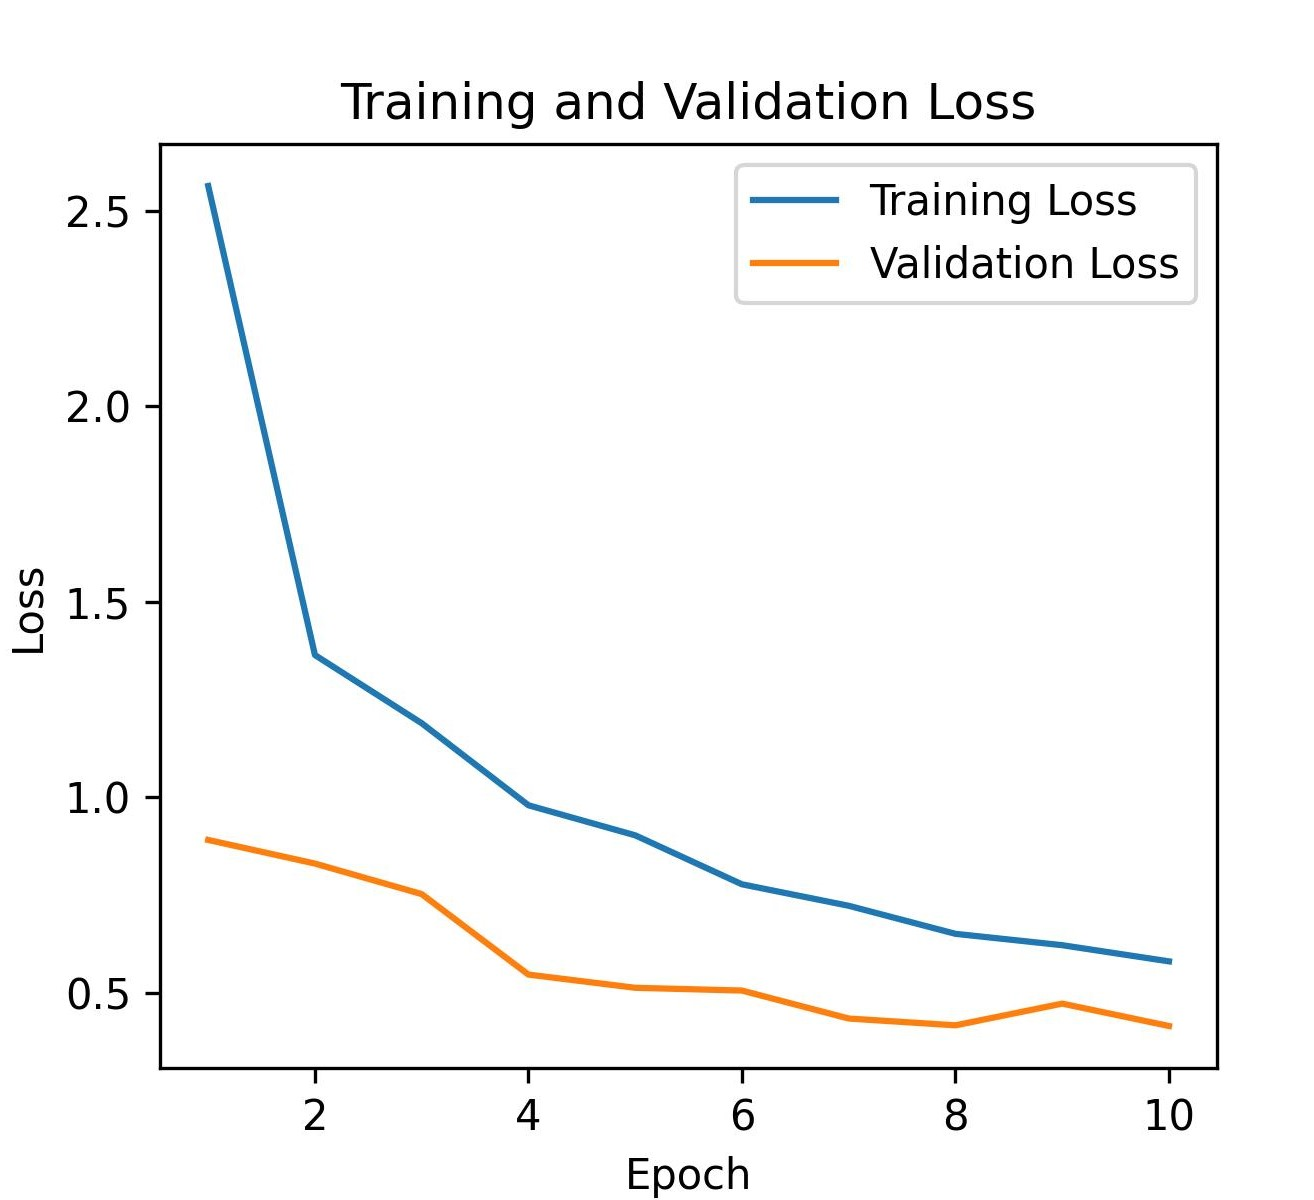 Training and Validation Loss
Training Loss
Validation Loss
2.5
2.0
1.5
1.0
0.5
Loss
2 4 6 8 10
Epoch